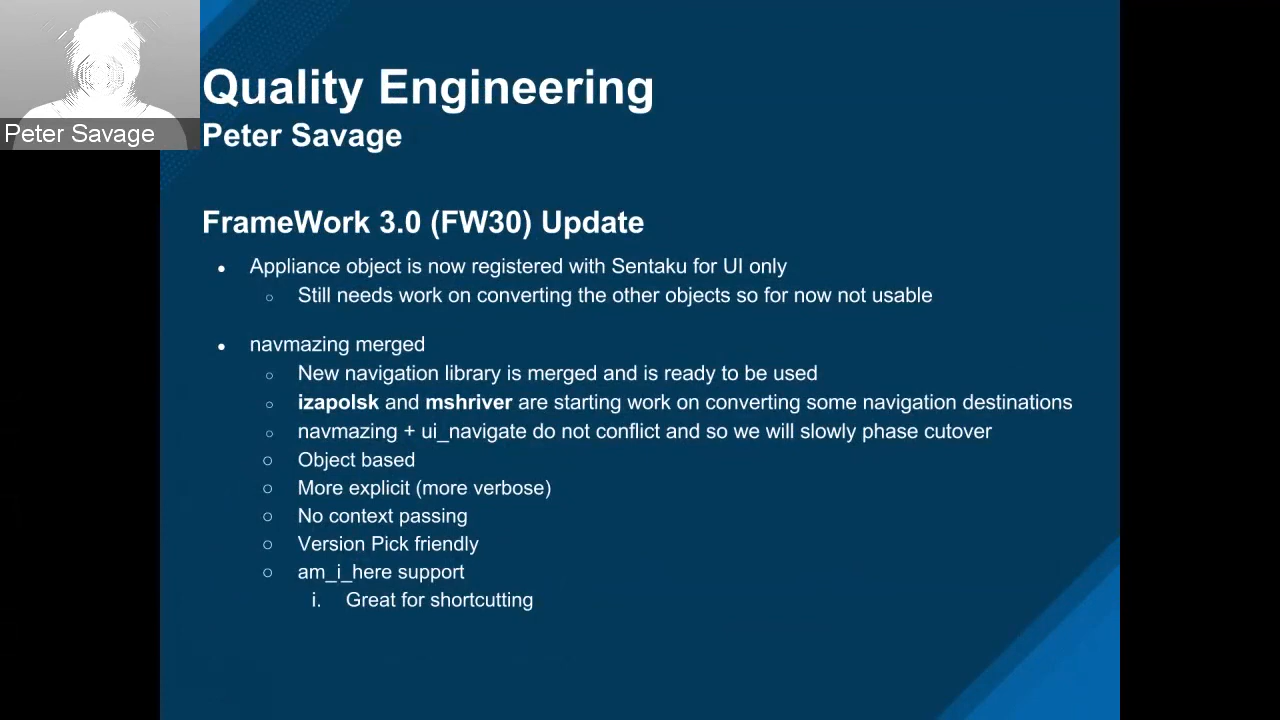 Peter Savage
Quality Engineering
Peter Savage
FrameWork 3.0 (FW30) Update
● Appliance object is now registered with Sentaku for UI only
○ Still needs work on converting the other objects so for now not usable
● navmazing merged
○ New navigation library is merged and is ready to be used
○ izapolsk and mshriver are starting work on converting some navigation destinations
○ navmazing + ui_navigate do not conflict and so we will slowly phase cutover
○ Object based
○ More explicit (more verbose)
○ No context passing
○ Version Pick friendly
○ am_i_here support
i. Great for shortcutting